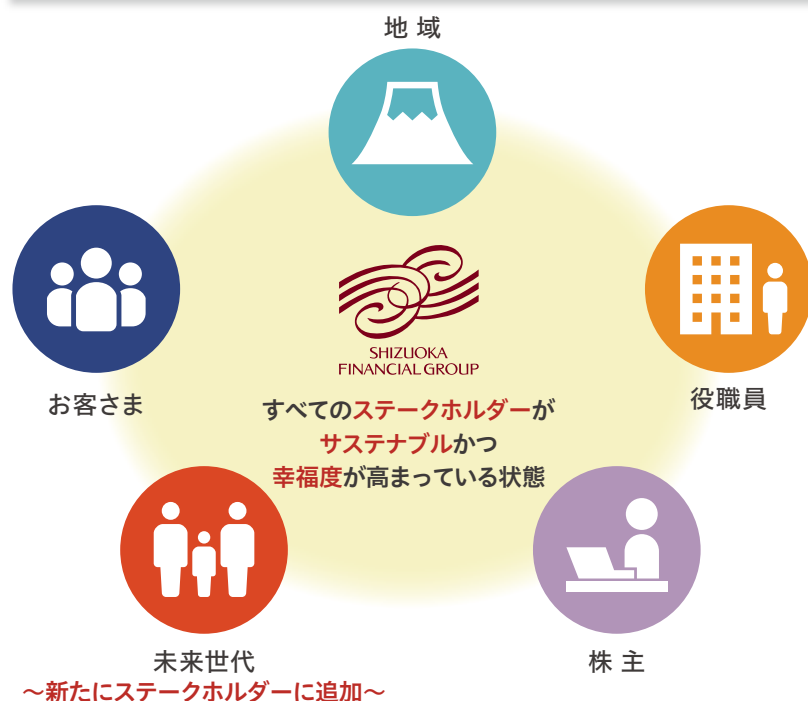 地 域
お客さま
役職員
SHIZUOKA
FINANCIAL GROUP
すべてのステークホルダーが
サステナブルかつ
幸福度が高まっている状態
未来世代
～新たにステークホルダーに追加～
株 主